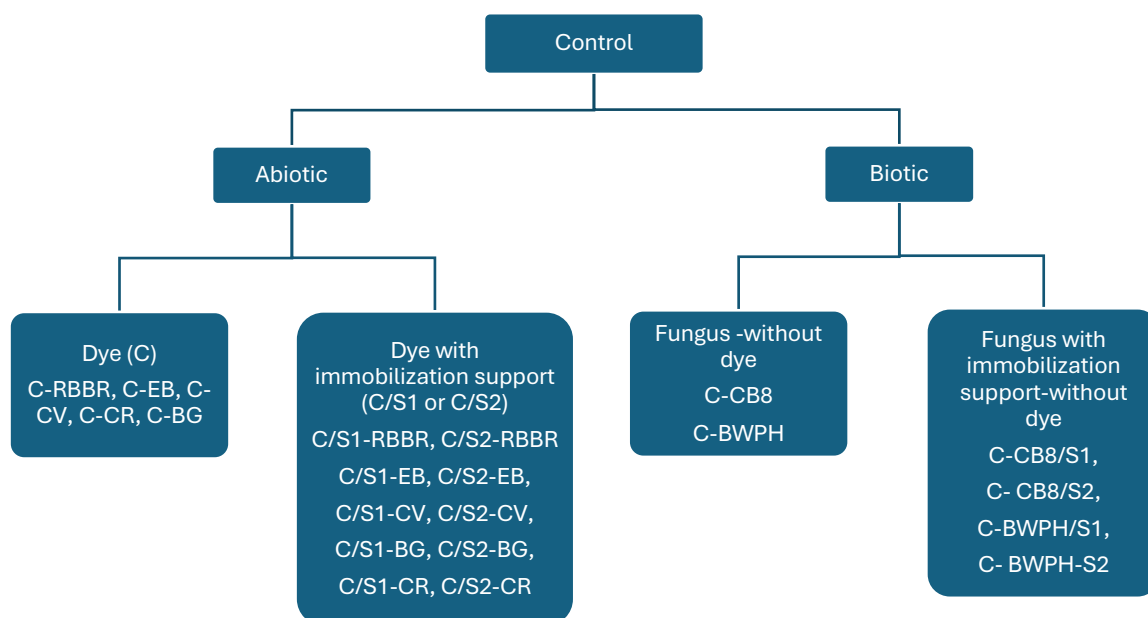 Control
Abiotic
Biotic
Dye (C)
C-RBBR, C-EB, C-
CV, C-CR, C-BG
Dye with
immobilization support
(C/S1 or C/S2)
C/S1-RBBR, C/S2-RBBR
C/S1-EB, C/S2-EB,
C/S1-CV, C/S2-CV,
C/S1-BG, C/S2-BG,
C/S1-CR, C/S2-CR
Fungus -without
dye
C-CB8
C-BWPH
Fungus with
immobilization
support-without
dye
C-CB8/S1,
C- CB8/S2,
C-BWPH/S1,
C- BWPH-S2